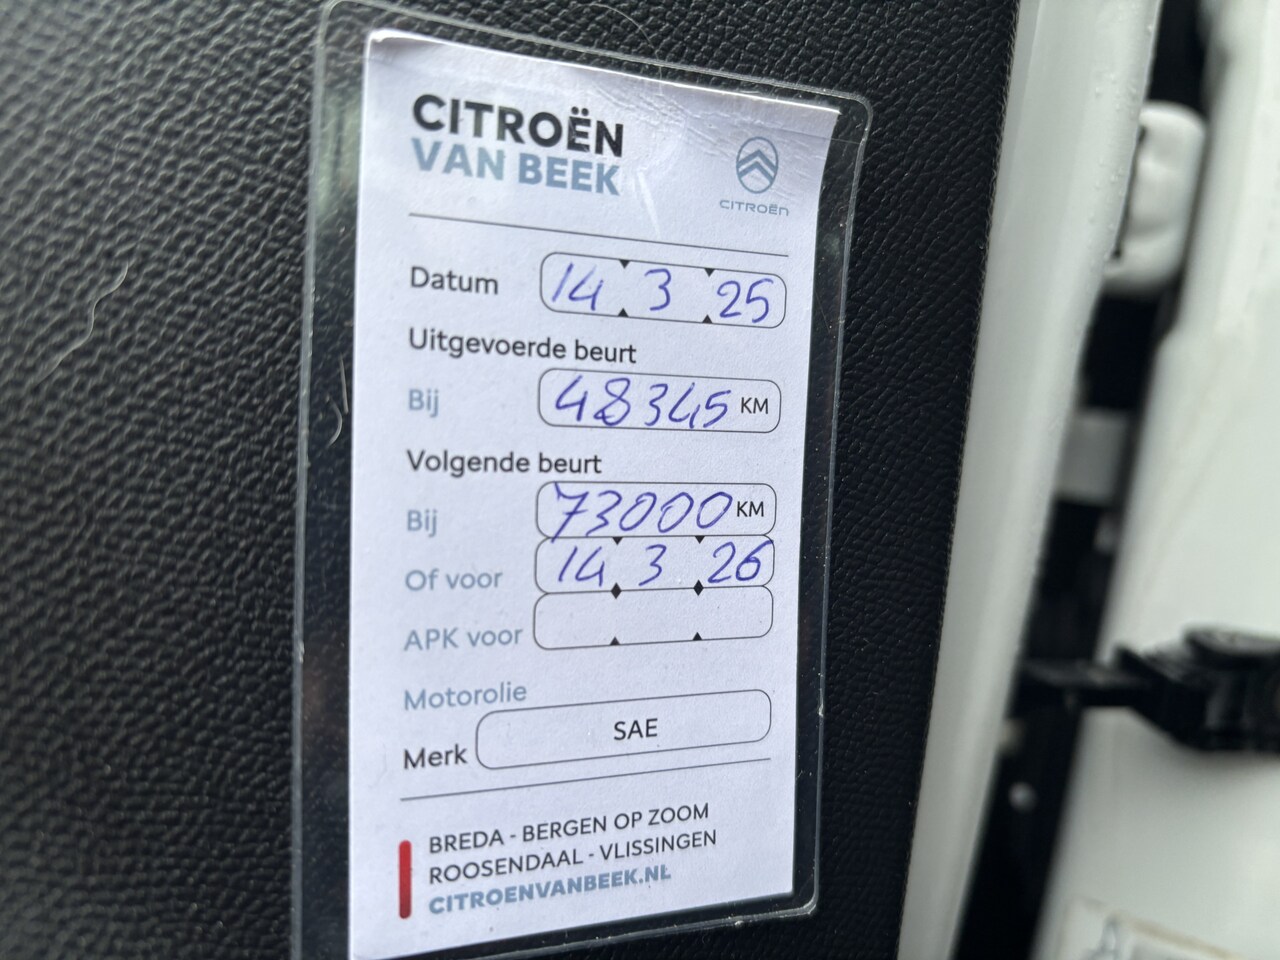 CITROËN
VAN BEEK
CITROËN
Datum 14 3 25
Uitgevoerde beurt
Bij 48345 KM
Volgende beurt
Bij 73000 KM
Of voor 14 3 26
APK voor
Motorolie
Merk SAE
BREDA - BERGEN OP ZOOM
ROOSENDAAL - VLISSINGEN
CITROENVANBEEK.NL